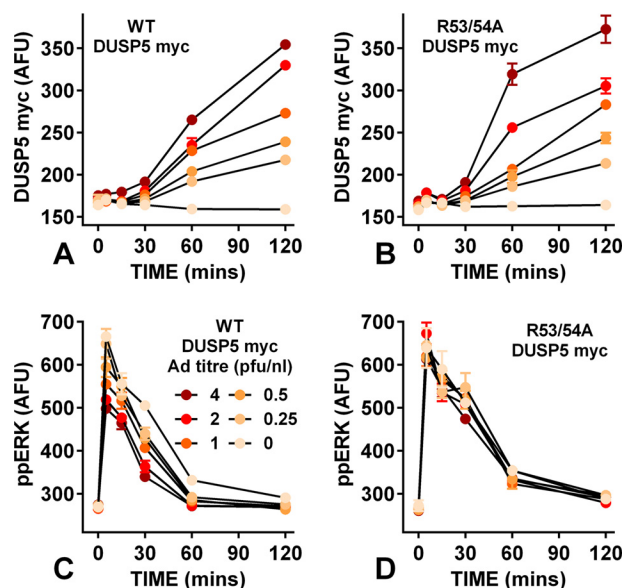 WT
DUSP5 myc
DUSP5 myc (AFU)
350
300
250
200
150
0 30 60 90 120
A
TIME (mins)
R53/54A
DUSP5 myc
DUSP5 myc (AFU)
350
300
250
200
150
0 30 60 90 120
B
TIME (mins)
WT
DUSP5 myc
Ad titre (pfu/nl)
4 0.5
2 0.25
1 0
ppERK (AFU)
700
600
500
400
300
0 30 60 90 120
C
TIME (mins)
R53/54A
DUSP5 myc
ppERK (AFU)
700
600
500
400
300
0 30 60 90 120
D
TIME (mins)